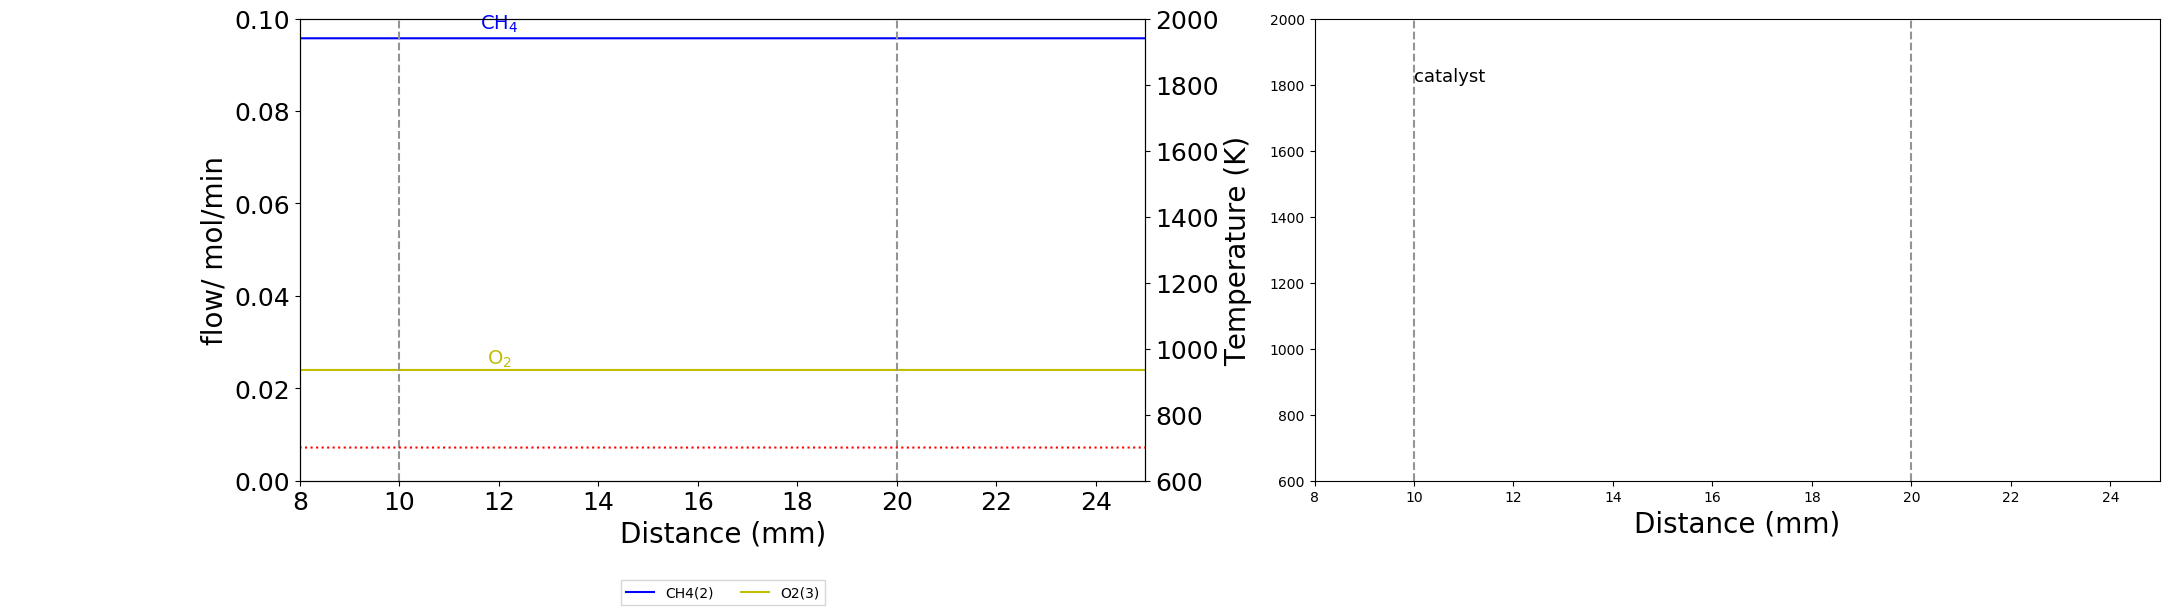 0.10
0.08
0.06
0.04
0.02
0.00
flow/ mol/min
CH₄
O₂
8 10 12 14 16 18 20 22 24
Distance (mm)
2000
1800
1600
1400
1200
1000
800
600
Temperature (K)
CH4(2) O2(3)
2000
1800
1600
1400
1200
1000
800
600
catalyst
8 10 12 14 16 18 20 22 24
Distance (mm)